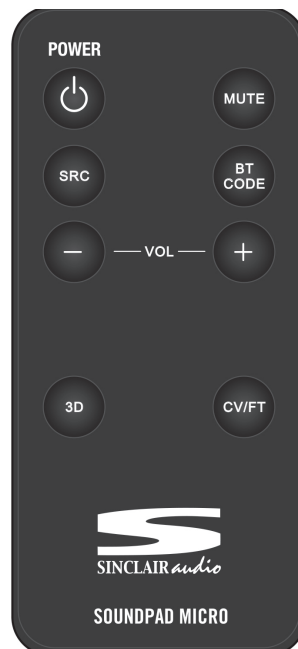 POWER
MUTE
SRC
BT
CODE
− VOL +
3D
CV/FT
SINCLAIR audio
SOUNDPAD MICRO